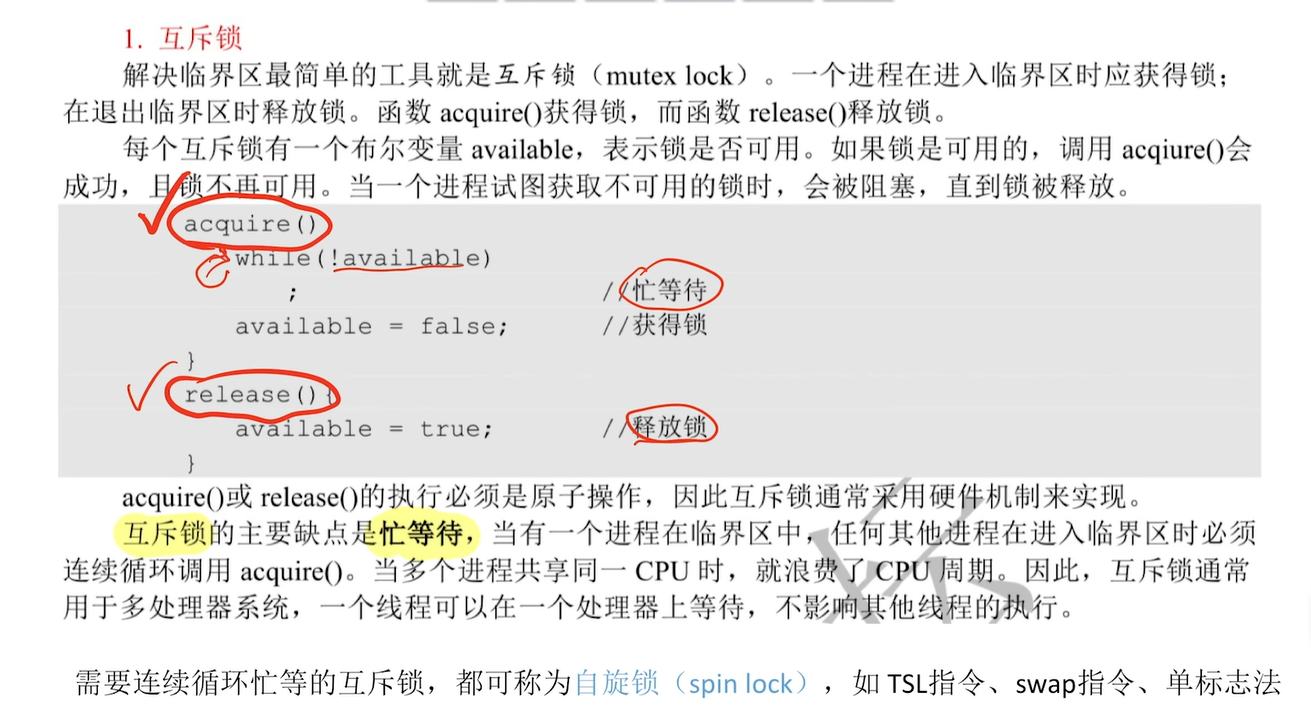 1. 互斥锁
解决临界区最简单的工具就是互斥锁（mutex lock）。一个进程在进入临界区时应获得锁；
在退出临界区时释放锁。函数 acquire()获得锁，而函数 release()释放锁。
每个互斥锁有一个布尔变量 available，表示锁是否可用。如果锁是可用的，调用 acqiure()会
成功，且锁不再可用。当一个进程试图获取不可用的锁时，会被阻塞，直到锁被释放。
acquire()
while(!available)
; //忙等待
available = false; //获得锁
}
release(){
available = true; //释放锁
}
acquire()或 release()的执行必须是原子操作，因此互斥锁通常采用硬件机制来实现。
互斥锁的主要缺点是忙等待，当有一个进程在临界区中，任何其他进程在进入临界区时必须
连续循环调用 acquire()。当多个进程共享同一 CPU 时，就浪费了 CPU 周期。因此，互斥锁通常
用于多处理器系统，一个线程可以在一个处理器上等待，不影响其他线程的执行。
需要连续循环忙等的互斥锁，都可称为自旋锁（spin lock），如 TSL指令、swap指令、单标志法